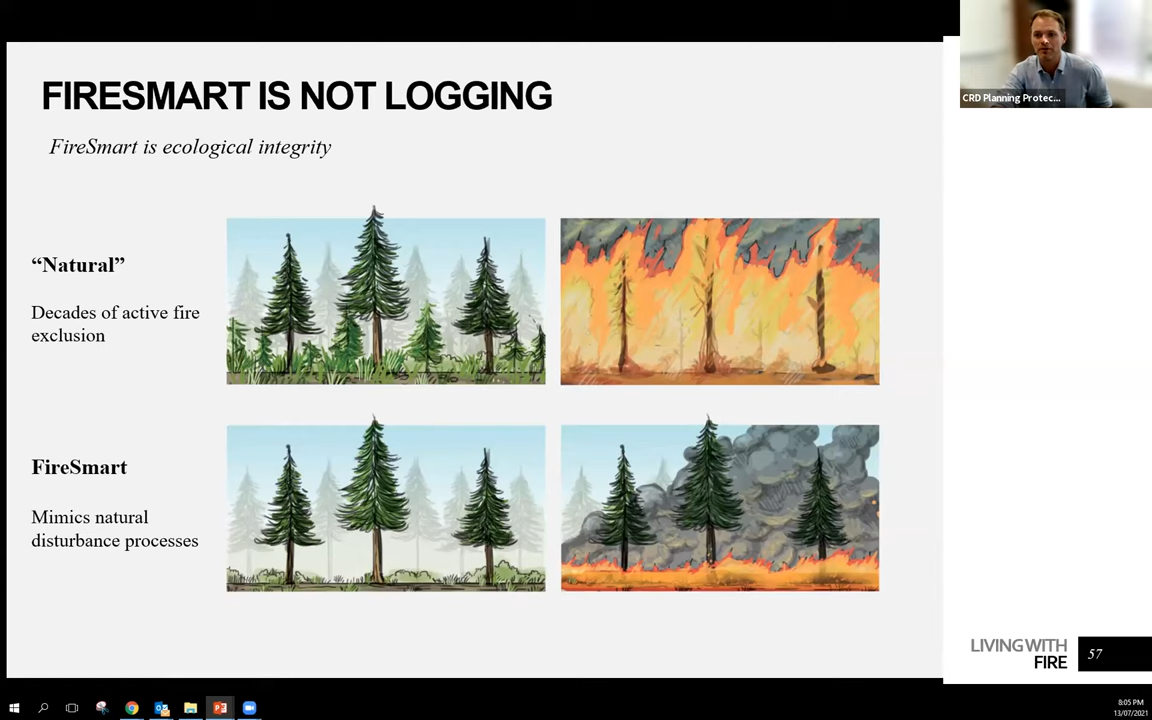 FIRESMART IS NOT LOGGING
FireSmart is ecological integrity
“Natural”
Decades of active fire
exclusion
FireSmart
Mimics natural
disturbance processes
CRD Planning Protec...
LIVING WITH
FIRE
57
8:05 PM
13/07/2021